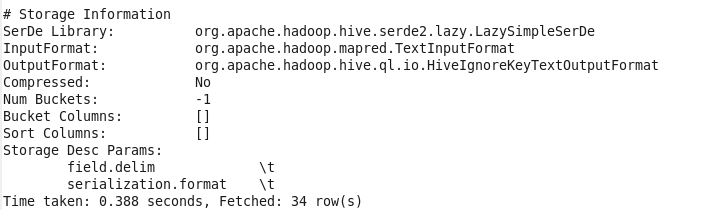 # Storage Information
SerDe Library: org.apache.hadoop.hive.serde2.lazy.LazySimpleSerDe
InputFormat: org.apache.hadoop.mapred.TextInputFormat
OutputFormat: org.apache.hadoop.hive.ql.io.HiveIgnoreKeyTextOutputFormat
Compressed: No
Num Buckets: -1
Bucket Columns: []
Sort Columns: []
Storage Desc Params:
field.delim \t
serialization.format \t
Time taken: 0.388 seconds, Fetched: 34 row(s)